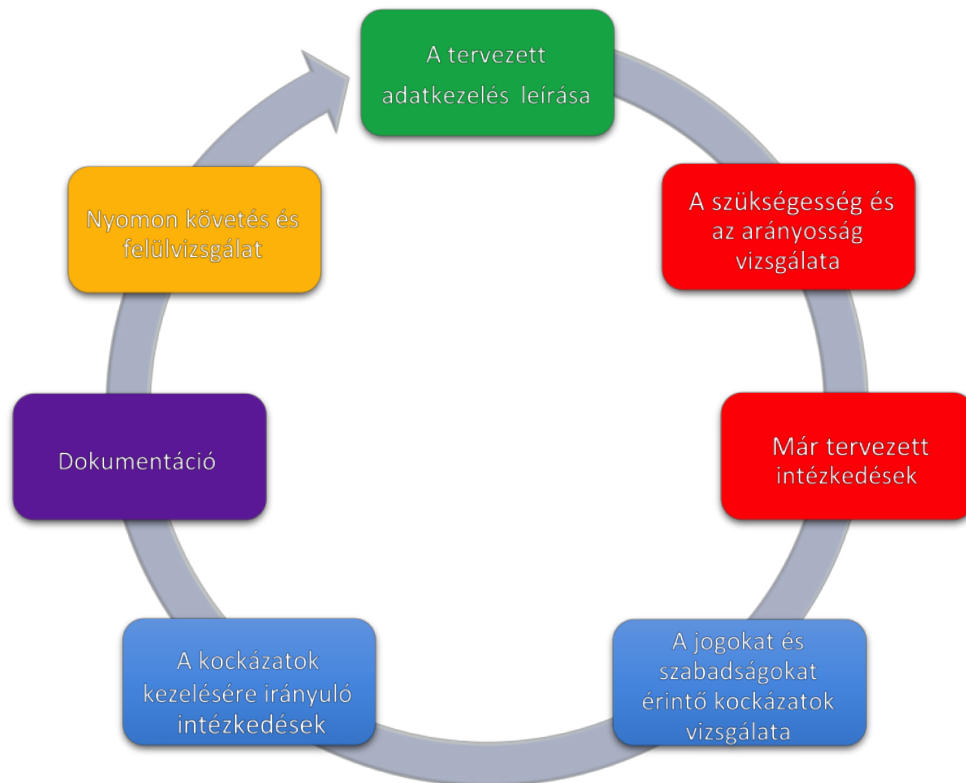 A tervezett
adatkezelés leírása
A szükségesség és
az arányosság
vizsgálata
Már tervezett
intézkedések
A jogokat és
szabadságokat
érintő kockázatok
vizsgálata
A kockázatok
kezelésére irányuló
intézkedések
Dokumentáció
Nyomon követés és
felülvizsgálat